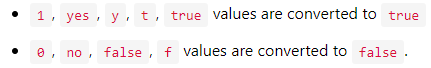 • 1 , yes , y , t , true values are converted to true
• 0 , no , false , f values are converted to false .